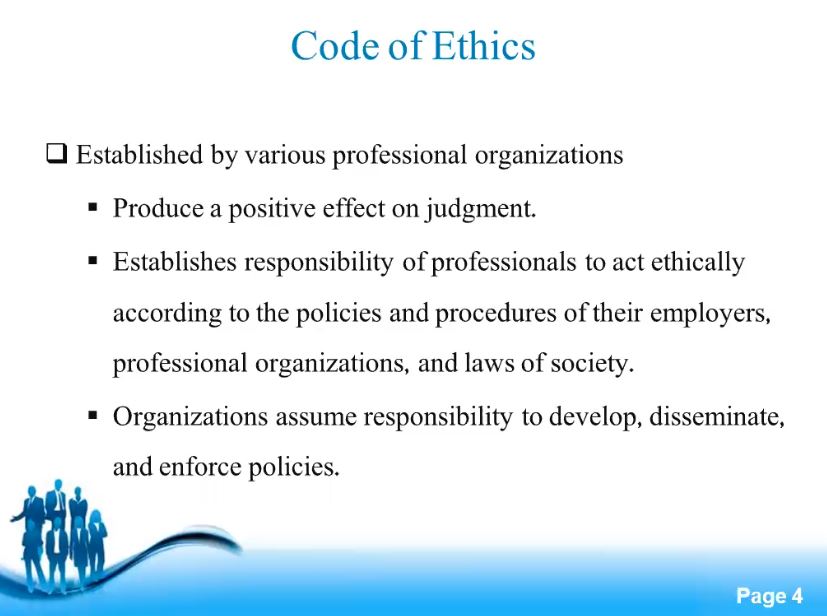 Code of Ethics
❑ Established by various professional organizations
▪ Produce a positive effect on judgment.
▪ Establishes responsibility of professionals to act ethically
according to the policies and procedures of their employers,
professional organizations, and laws of society.
▪ Organizations assume responsibility to develop, disseminate,
and enforce policies.
Page 4